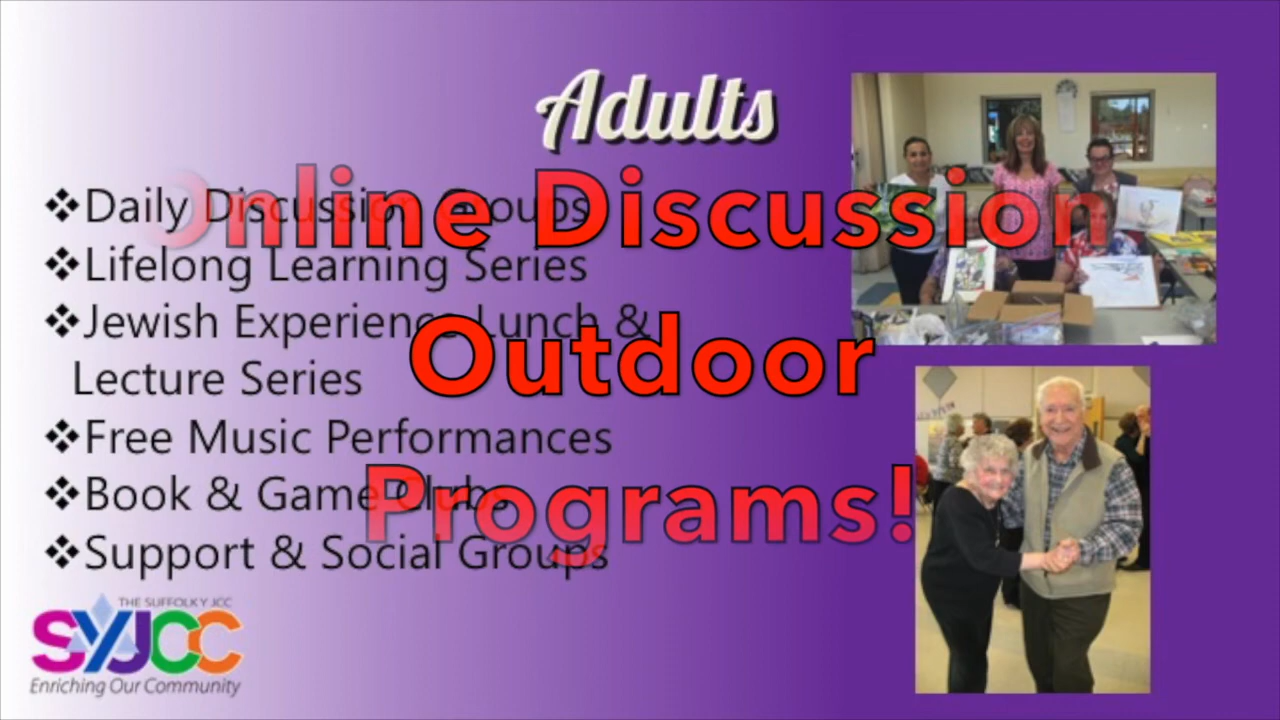 Adults
Online Discussion
Outdoor
Programs!
❖Daily Discussion Groups
❖Lifelong Learning Series
❖Jewish Experience Lunch &
Lecture Series
❖Free Music Performances
❖Book & Game Clubs
❖Support & Social Groups
THE SUFFOLK Y JCC
SYJCC
Enriching Our Community